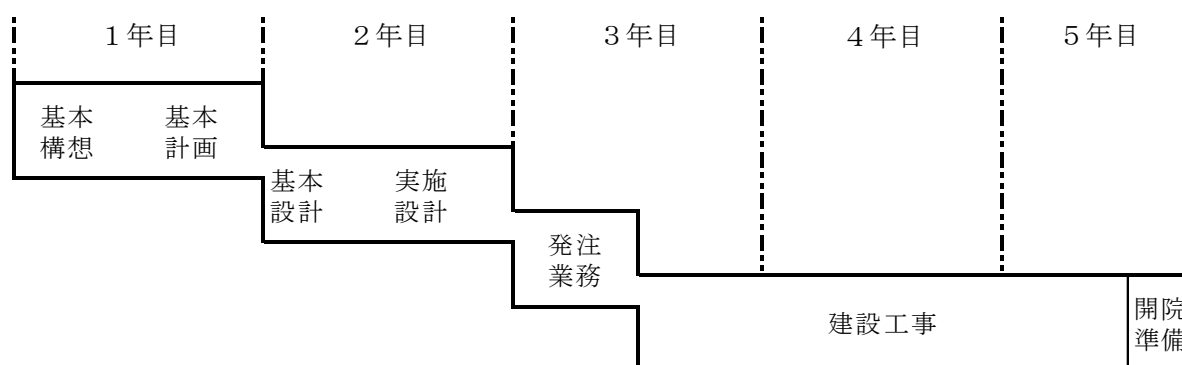 １年目
２年目
３年目
４年目
５年目
基本
構想
基本
計画
基本
設計
実施
設計
発注
業務
建設工事
開院
準備